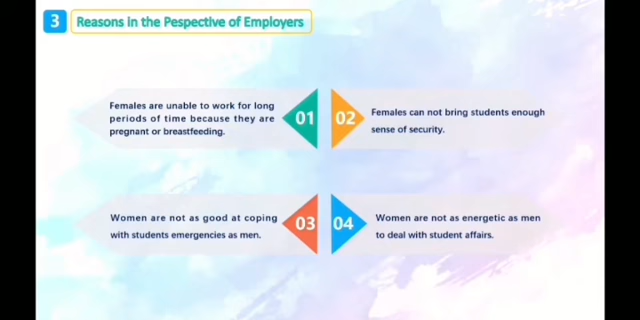 3 Reasons in the Pespective of Employers
Females are unable to work for long
periods of time because they are
pregnant or breastfeeding.
01
02
Females can not bring students enough
sense of security.
Women are not as good at coping
with students emergencies as men.
03
04
Women are not as energetic as men
to deal with student affairs.